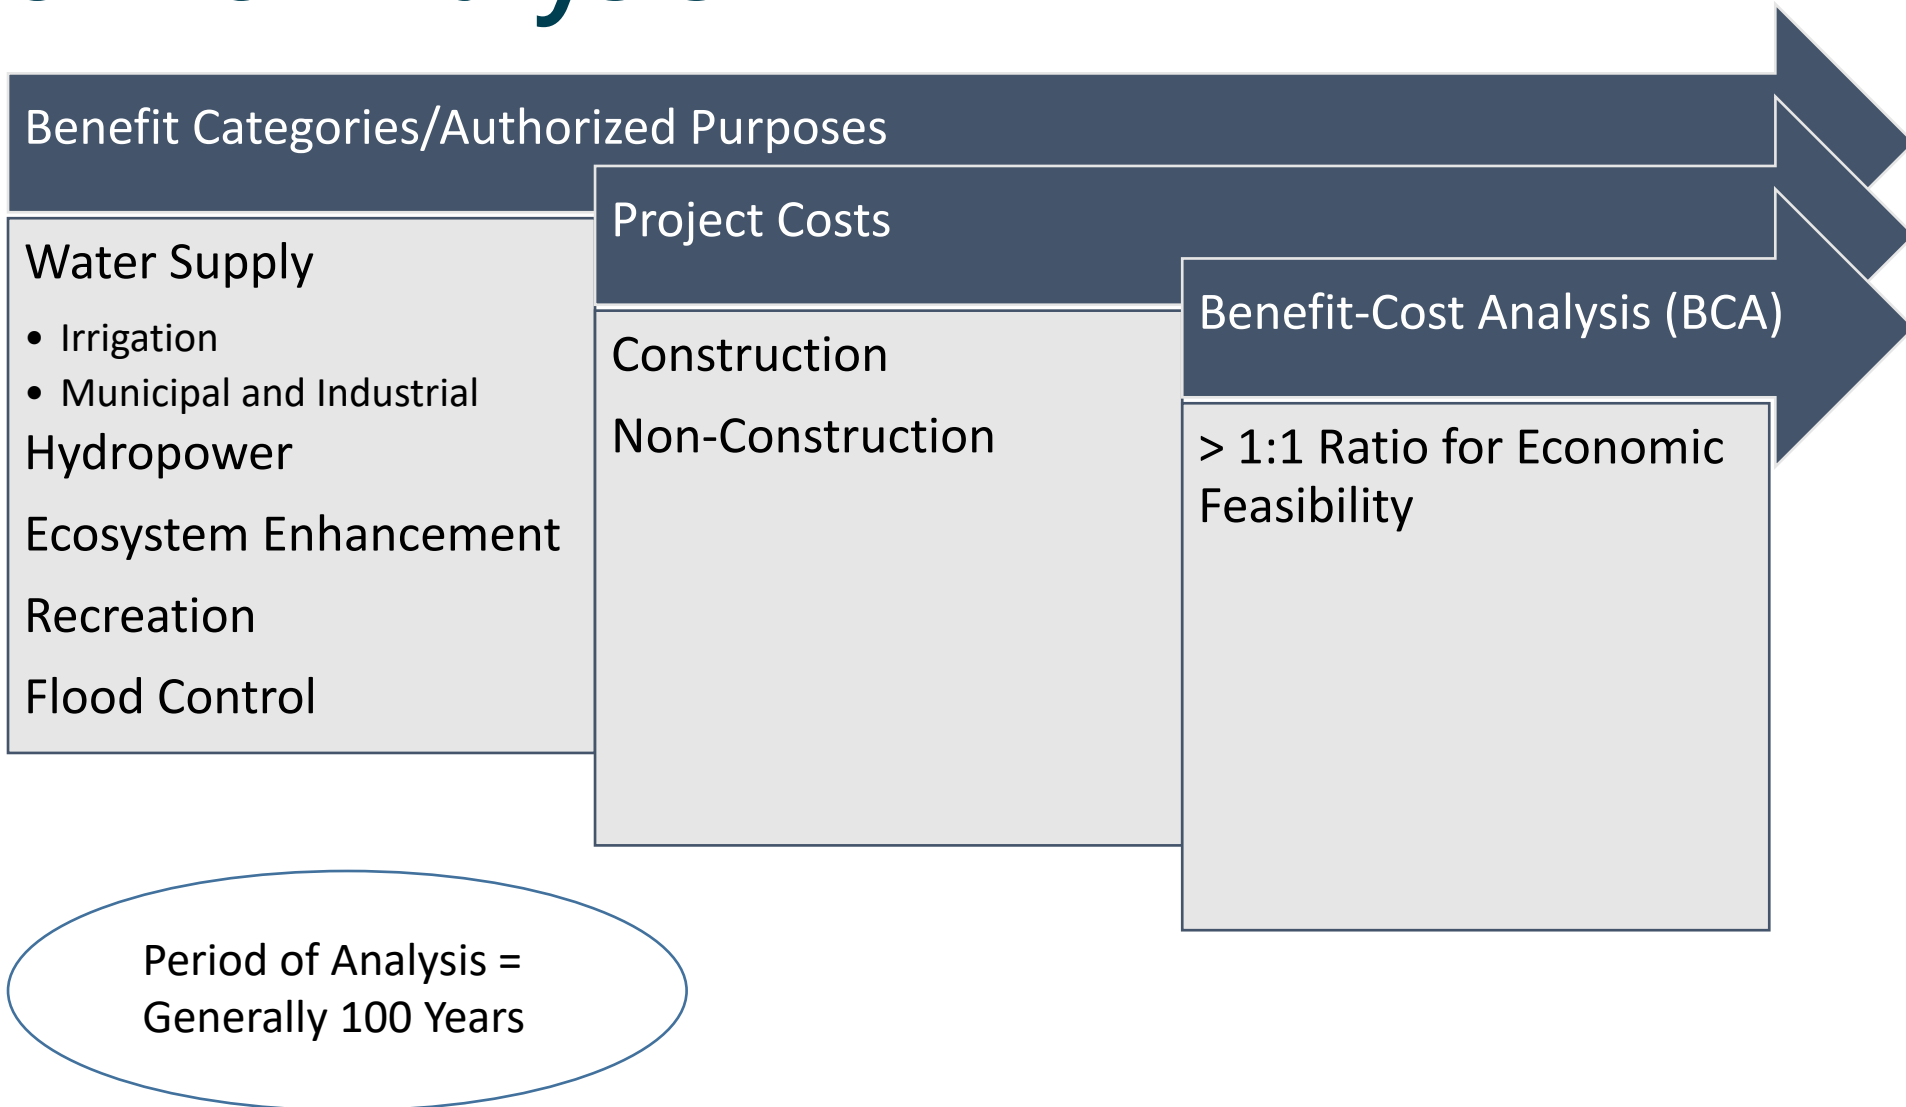 Benefit Categories/Authorized Purposes
Water Supply
• Irrigation
• Municipal and Industrial
Hydropower
Ecosystem Enhancement
Recreation
Flood Control
Project Costs
Construction
Non-Construction
Benefit-Cost Analysis (BCA)
> 1:1 Ratio for Economic
Feasibility
Period of Analysis =
Generally 100 Years